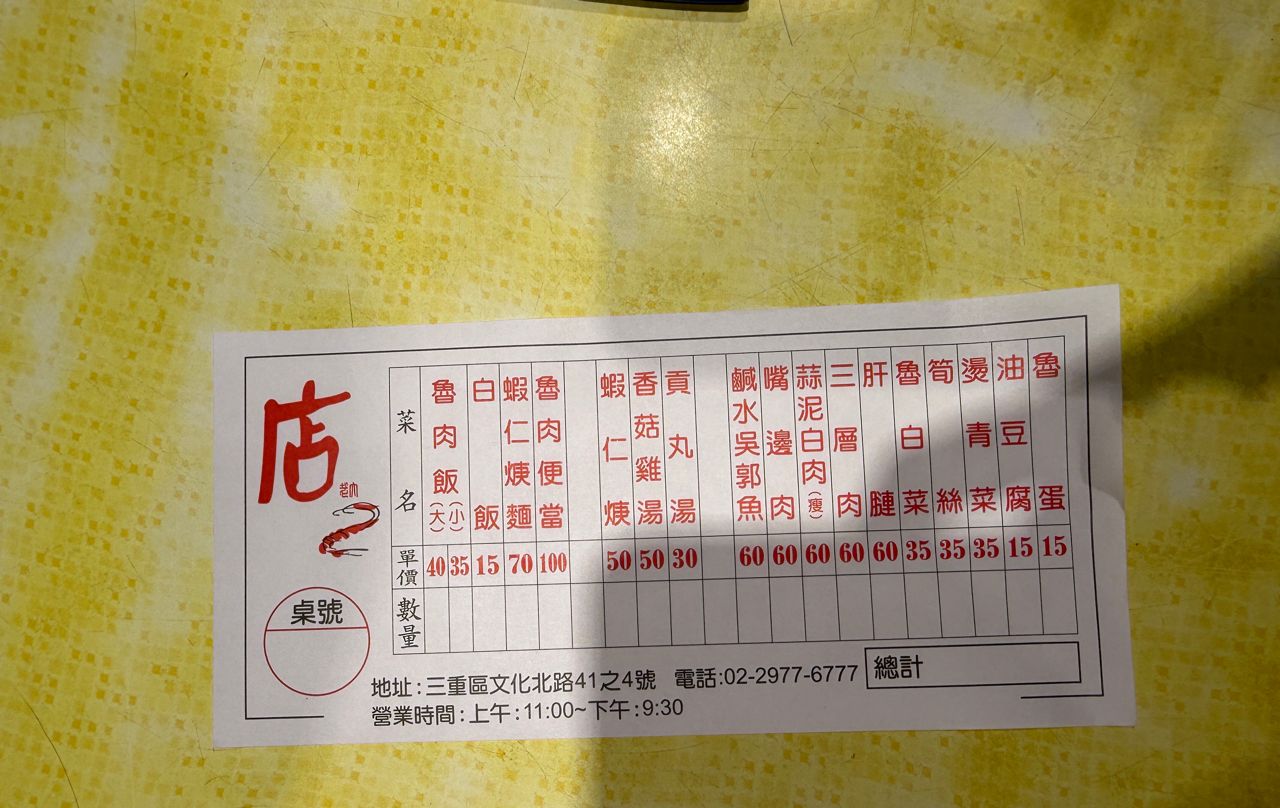 店
菜名 單價 數量
魯肉飯(大) 40
(小) 35
白飯 15
蝦仁焿麵 70
魯肉便當 100
蝦仁焿 50
香菇雞湯 50
貢丸湯 30
鹹水吳郭魚 60
嘴邊肉 60
蒜泥白肉(瘦) 60
三層肉 60
肝腱 60
魯白菜 35
筍絲 35
燙青菜 35
油豆腐 15
魯蛋 15
桌號
地址:三重區文化北路41之4號 電話:02-2977-6777
總計
營業時間:上午:11:00~下午:9:30